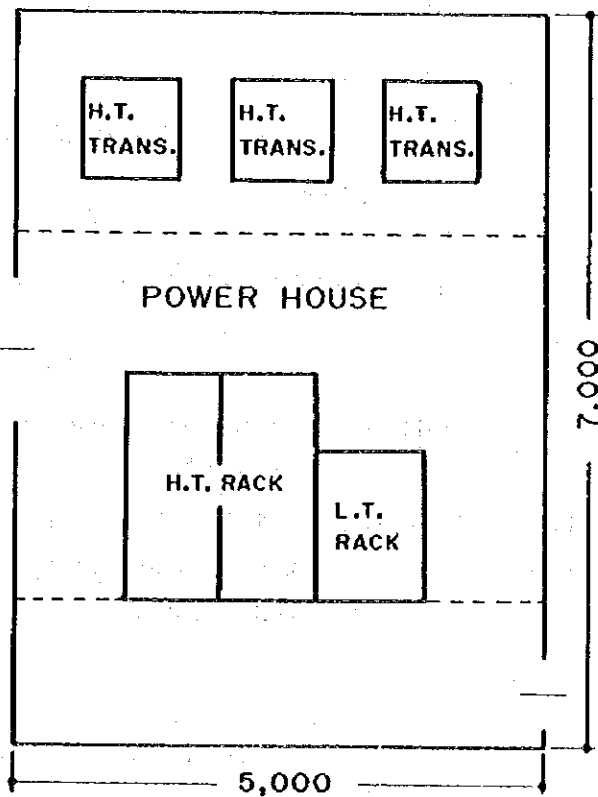 H.T.
TRANS.
H.T.
TRANS.
H.T.
TRANS.
POWER HOUSE
7.000
H.T. RACK
L.T.
RACK
5,000